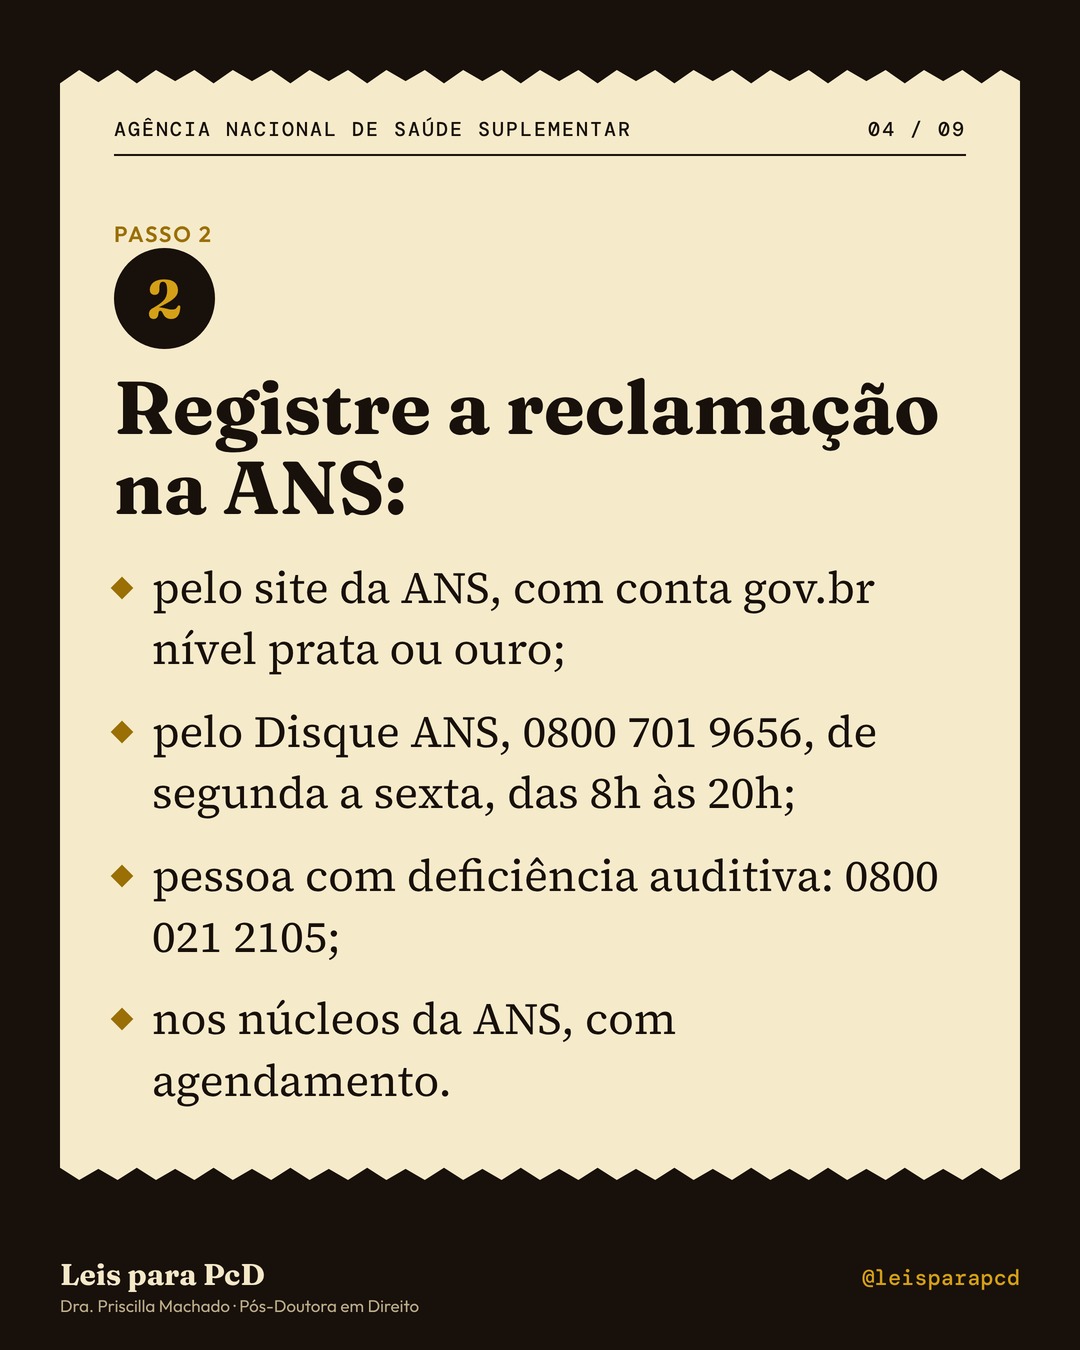 AGÊNCIA NACIONAL DE SAÚDE SUPLEMENTAR
04 / 09
PASSO 2
2
Registre a reclamação
na ANS:
pelo site da ANS, com conta gov.br
nível prata ou ouro;
pelo Disque ANS, 0800 701 9656, de
segunda a sexta, das 8h às 20h;
pessoa com deficiência auditiva: 0800
021 2105;
nos núcleos da ANS, com
agendamento.
Leis para PcD
Dra. Priscilla Machado · Pós-Doutora em Direito
@leisparapcd